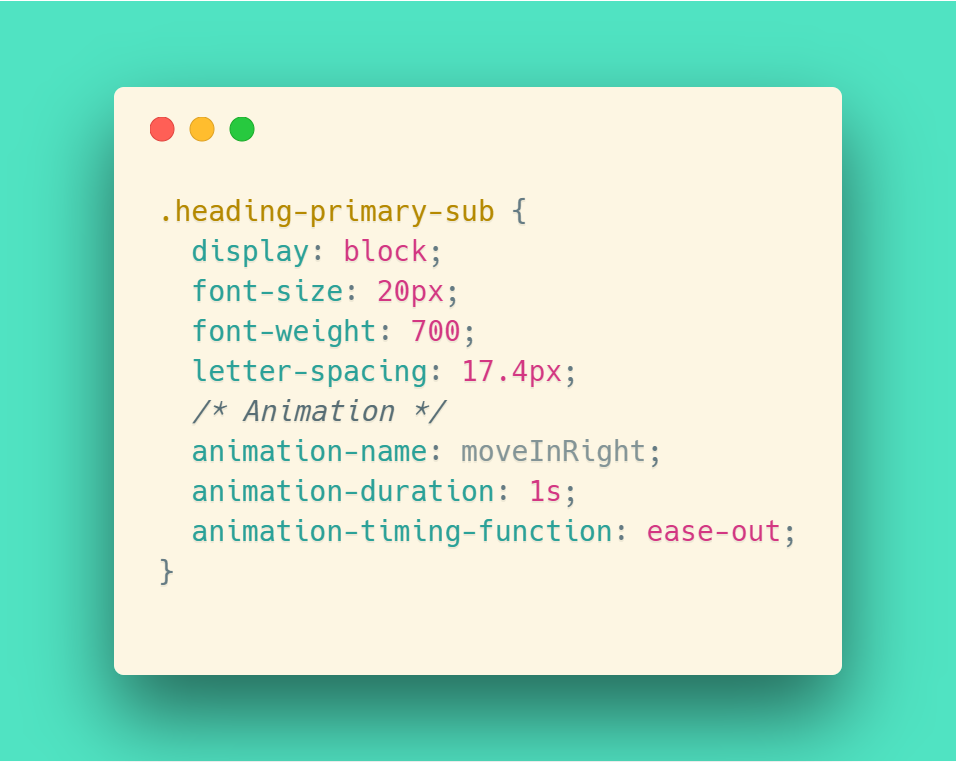 .heading-primary-sub {
  display: block;
  font-size: 20px;
  font-weight: 700;
  letter-spacing: 17.4px;
  /* Animation */
  animation-name: moveInRight;
  animation-duration: 1s;
  animation-timing-function: ease-out;
}